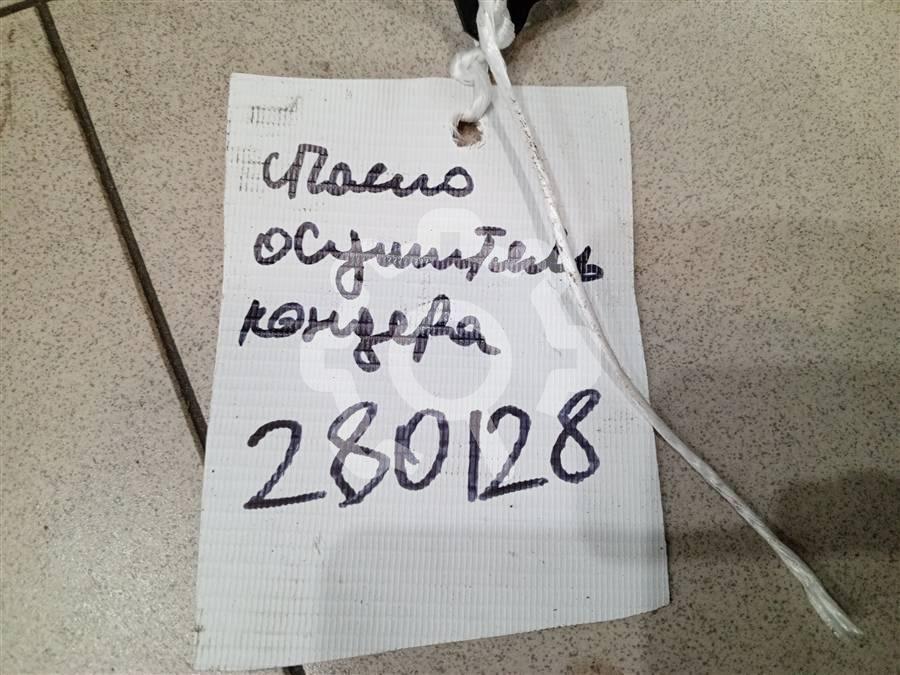 Масло
осушитель
кондера
280128